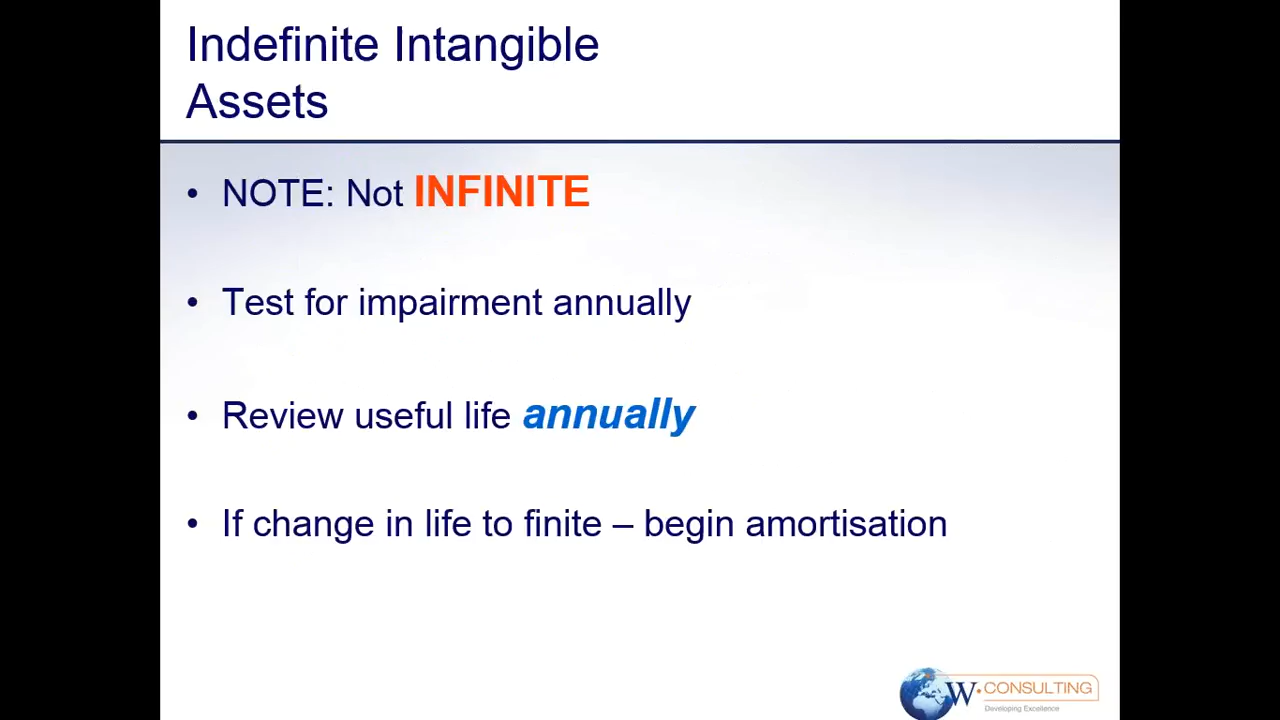 Indefinite Intangible
Assets
• NOTE: Not INFINITE
• Test for impairment annually
• Review useful life annually
• If change in life to finite – begin amortisation
W•CONSULTING
Developing Excellence